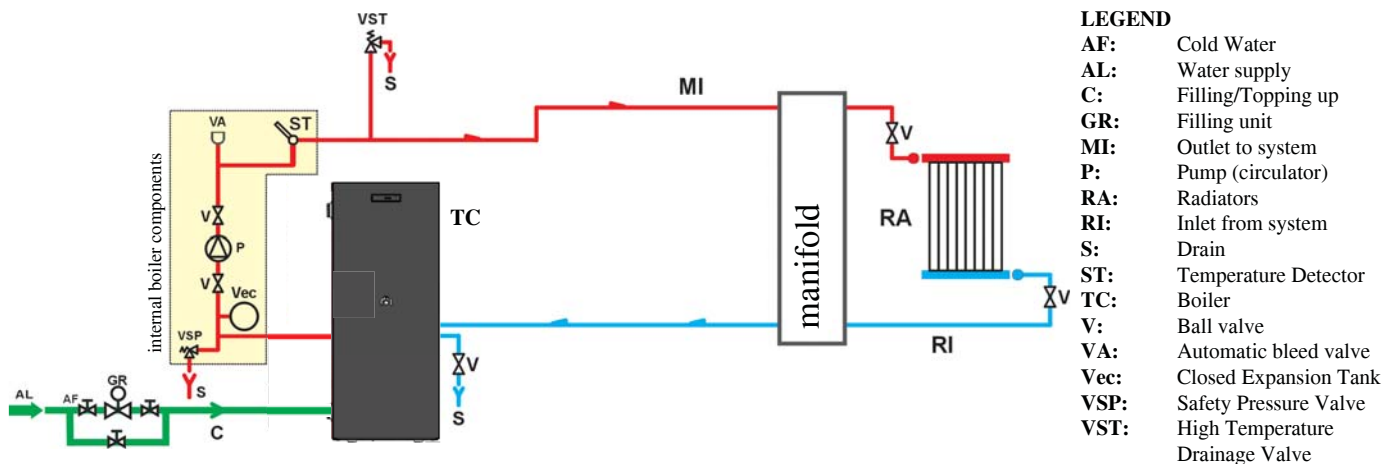 VST
S
MI
VA
ST
V
V
P
V
Vec
VSP
S
internal boiler components
TC
manifold
RA
V
RI
V
S
AL
AF
GR
C
LEGEND
AF: Cold Water
AL: Water supply
C: Filling/Topping up
GR: Filling unit
MI: Outlet to system
P: Pump (circulator)
RA: Radiators
RI: Inlet from system
S: Drain
ST: Temperature Detector
TC: Boiler
V: Ball valve
VA: Automatic bleed valve
Vec: Closed Expansion Tank
VSP: Safety Pressure Valve
VST: High Temperature
Drainage Valve